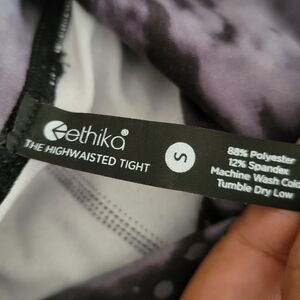 ethika®
THE HIGHWAISTED TIGHT
S
88% Polyester
12% Spandex
Machine Wash Cold
Tumble Dry Low